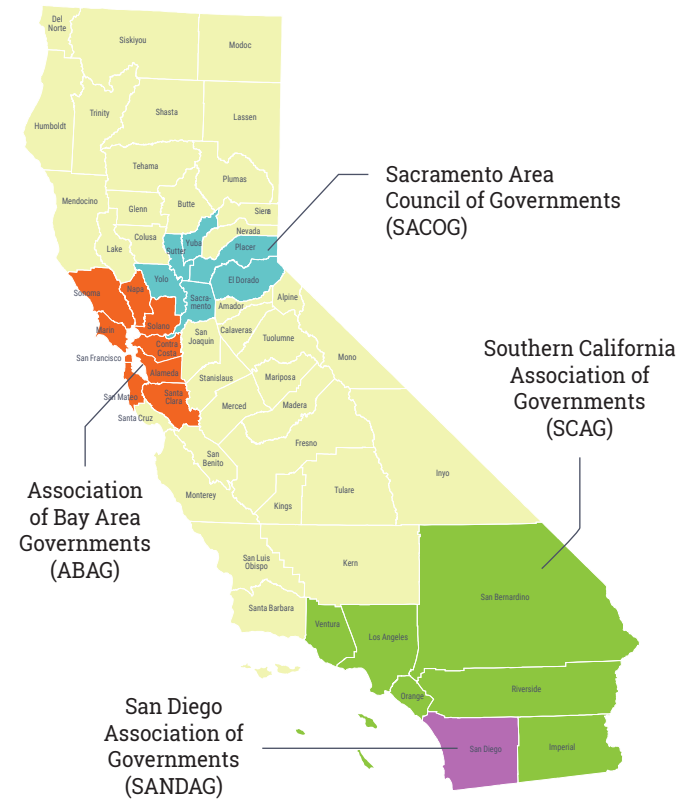 Del
Norte
Siskiyou
Modoc
Humboldt
Trinity
Shasta
Lassen
Tehama
Plumas
Mendocino
Glenn
Butte
Sierra
Nevada
Lake
Colusa
Sutter
Yuba
Placer
Yolo
El Dorado
Sacra-
mento
Alpine
Amador
Sonoma
Napa
Solano
Marin
Contra
Costa
San
Joaquin
Calaveras
Tuolumne
Mono
San Francisco
Alameda
Stanislaus
Mariposa
San Mateo
Santa
Clara
Merced
Madera
Santa Cruz
San
Benito
Fresno
Inyo
Monterey
Kings
Tulare
San Luis
Obispo
Kern
Santa Barbara
Ventura
Los Angeles
San Bernardino
Orange
Riverside
San Diego
Imperial
Sacramento Area
Council of Governments
(SACOG)
Southern California
Association of
Governments
(SCAG)
Association
of Bay Area
Governments
(ABAG)
San Diego
Association of
Governments
(SANDAG)